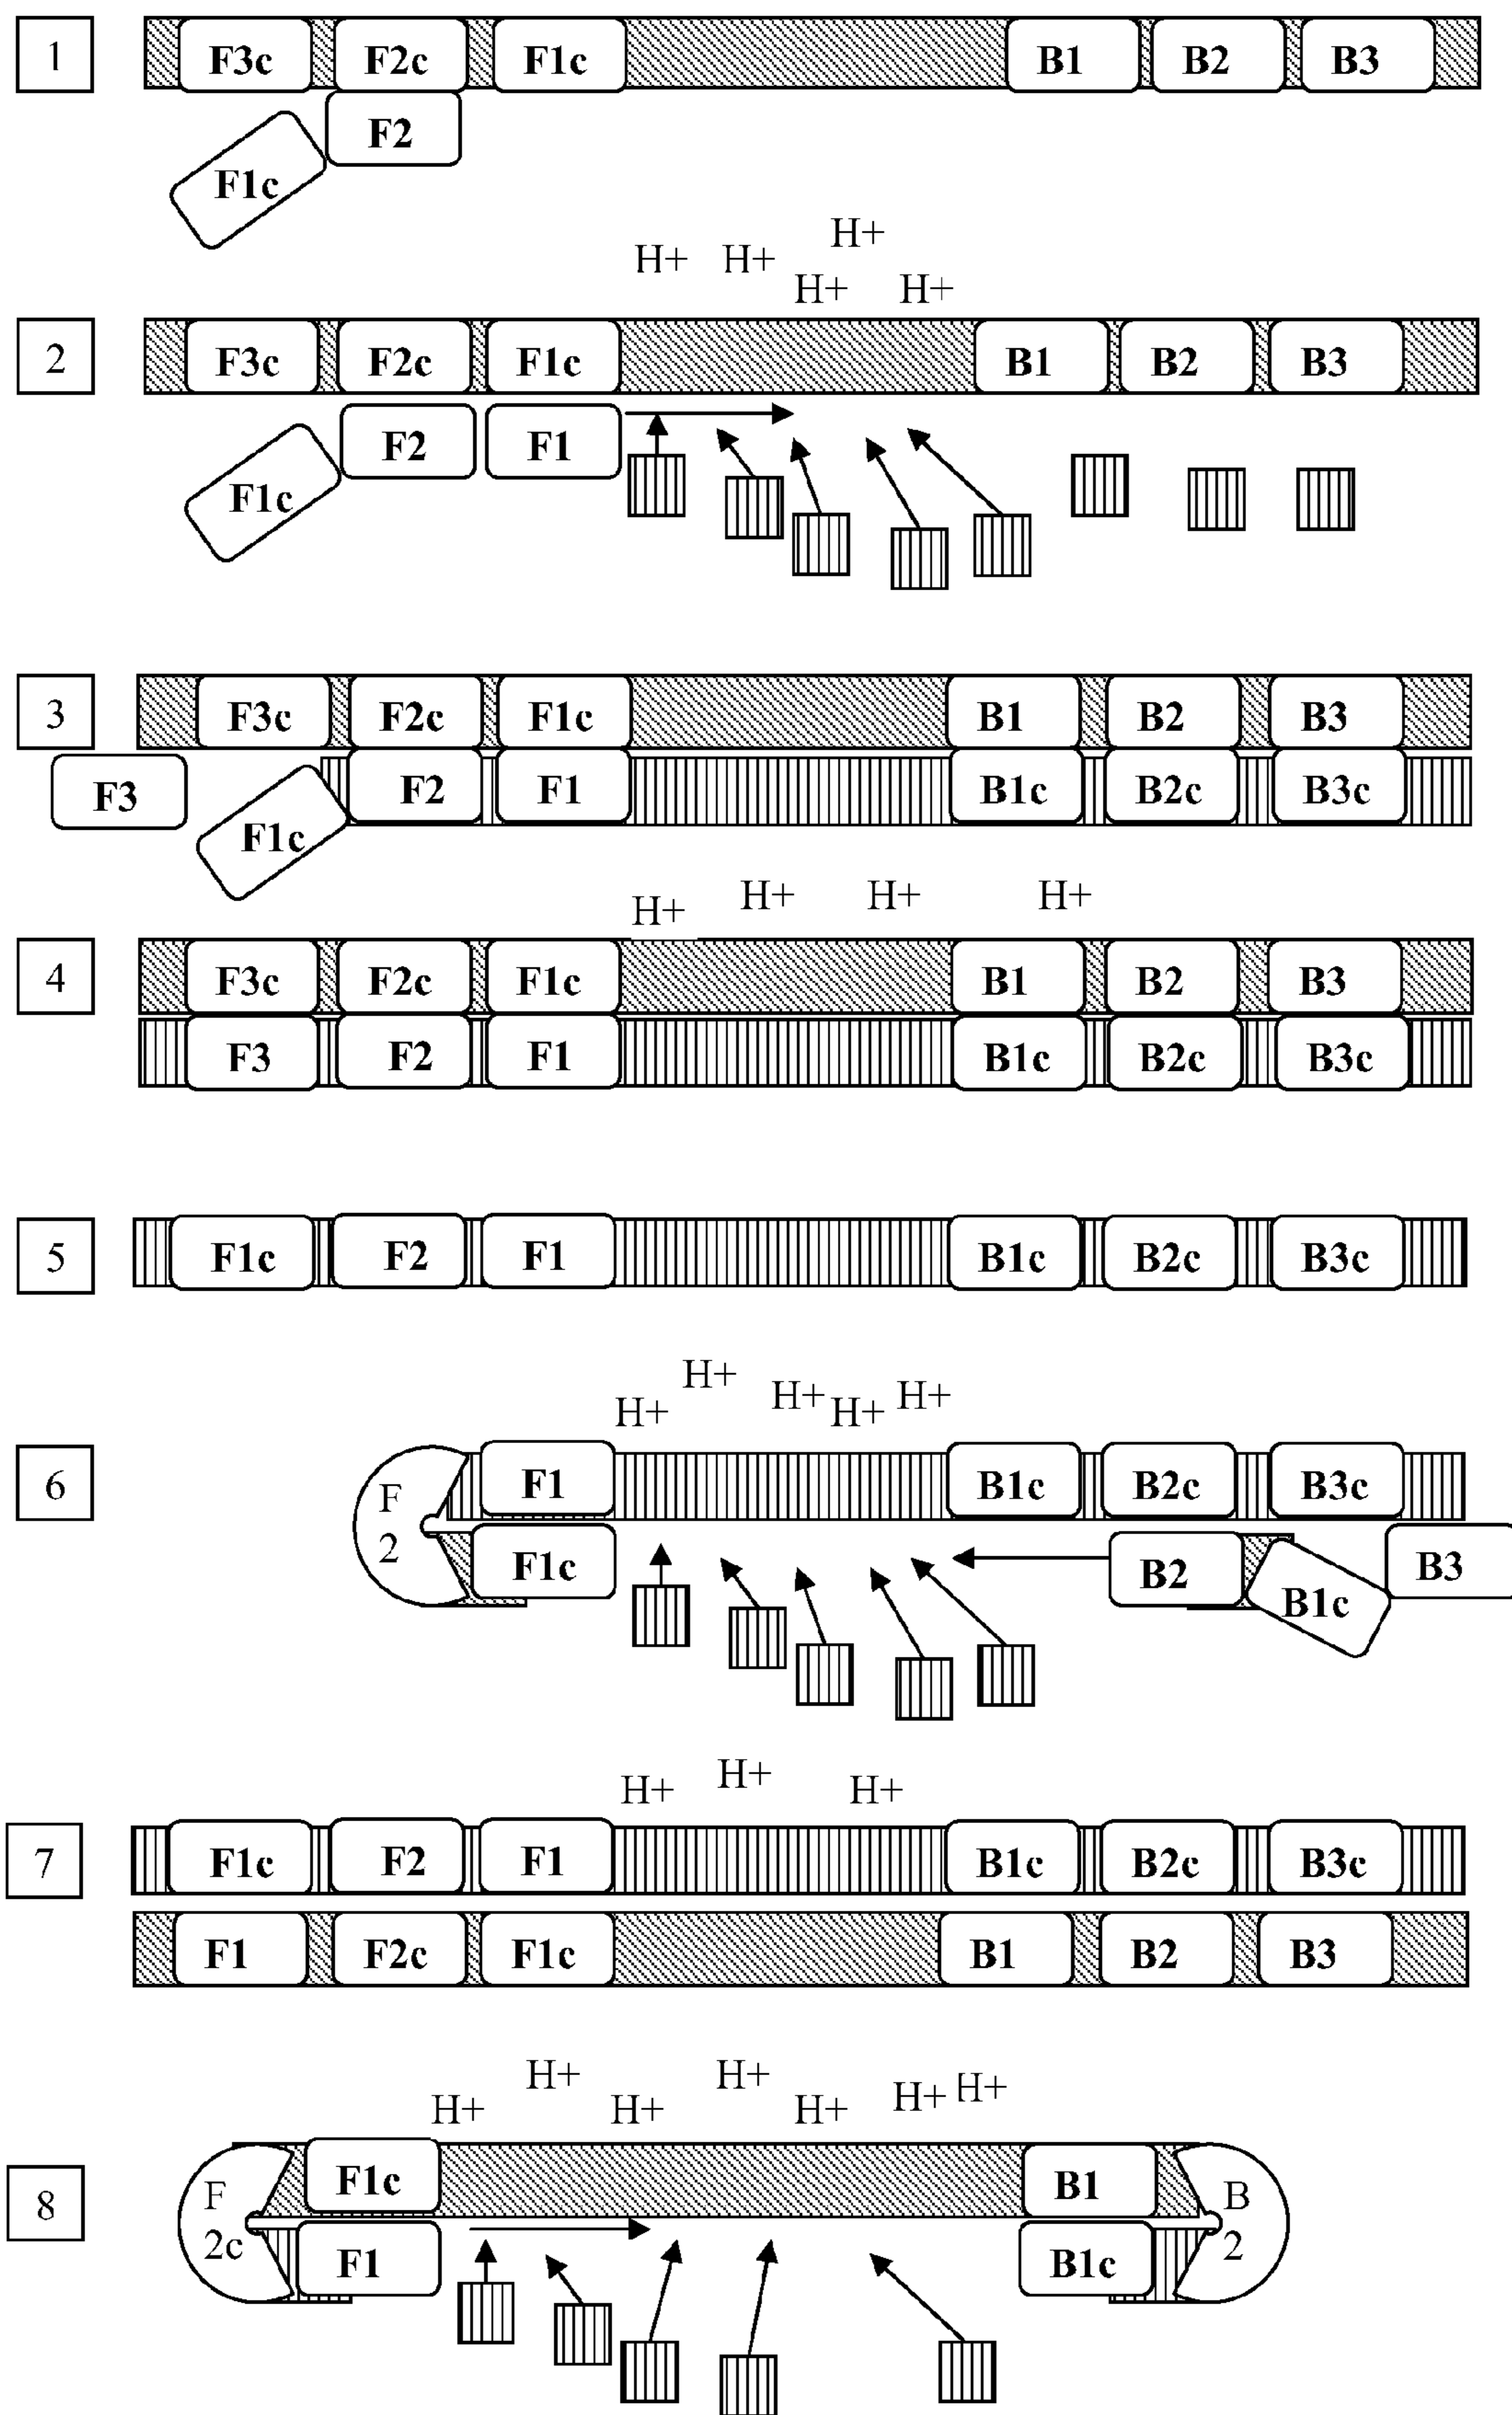 1 F3c F2c F1c B1 B2 B3
F2
F1c
H+ H+ H+
H+ H+
2 F3c F2c F1c B1 B2 B3
F2 F1
F1c
3 F3c F2c F1c B1 B2 B3
F3 F2 F1 B1c B2c B3c
F1c
H+ H+ H+ H+
4 F3c F2c F1c B1 B2 B3
F3 F2 F1 B1c B2c B3c
5 F1c F2 F1 B1c B2c B3c
H+
H+ H+ H+ H+
6 F F1 B1c B2c B3c
2 F1c B2 B3
B1c
H+ H+ H+
7 F1c F2 F1 B1c B2c B3c
F1 F2c F1c B1 B2 B3
H+ H+ H+ H+
H+ H+ H+
8 F F1c B1 B
2c F1 B1c 2